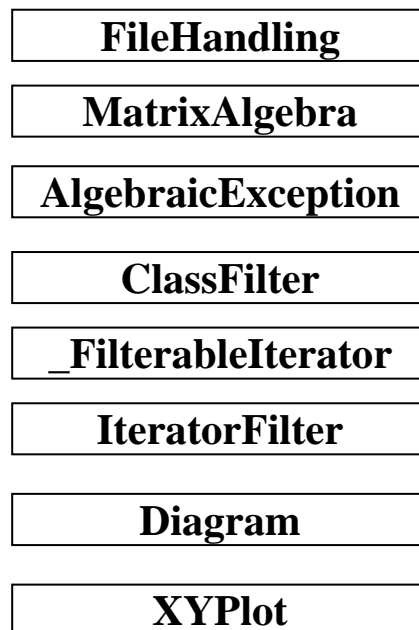 FileHandling
MatrixAlgebra
AlgebraicException
ClassFilter
_FilterableIterator
IteratorFilter
Diagram
XYPlot